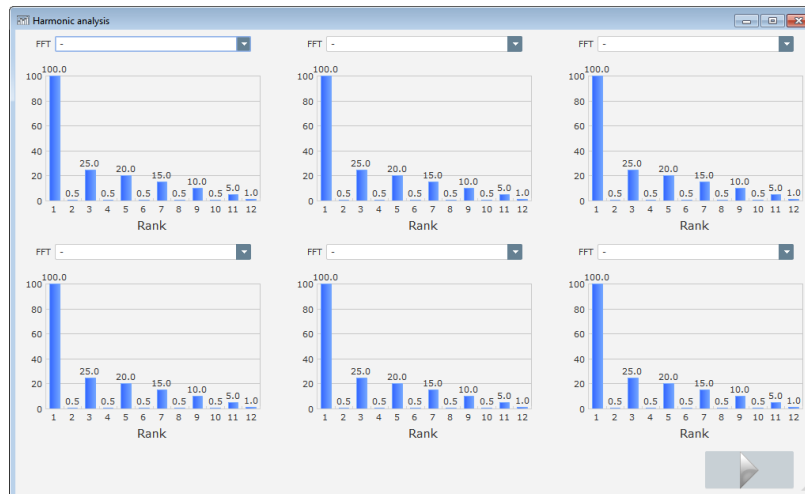 Harmonic analysis
FFT - FFT - FFT -
100.0 100.0 100.0
100 100 100
80 80 80
60 60 60
40 40 40
25.0 20.0 15.0 10.0 5.0 1.0 25.0 20.0 15.0 10.0 5.0 1.0 25.0 20.0 15.0 10.0 5.0 1.0
20 20 20
0.5 0.5 0.5 0.5 0.5 0.5 0.5 0.5 0.5 0.5 0.5 0.5 0.5 0.5 0.5
0 0 0
1 2 3 4 5 6 7 8 9 10 11 12 1 2 3 4 5 6 7 8 9 10 11 12 1 2 3 4 5 6 7 8 9 10 11 12
Rank Rank Rank
FFT - FFT - FFT -
100.0 100.0 100.0
100 100 100
80 80 80
60 60 60
40 40 40
25.0 20.0 15.0 10.0 5.0 1.0 25.0 20.0 15.0 10.0 5.0 1.0 25.0 20.0 15.0 10.0 5.0 1.0
20 20 20
0.5 0.5 0.5 0.5 0.5 0.5 0.5 0.5 0.5 0.5 0.5 0.5 0.5 0.5 0.5
0 0 0
1 2 3 4 5 6 7 8 9 10 11 12 1 2 3 4 5 6 7 8 9 10 11 12 1 2 3 4 5 6 7 8 9 10 11 12
Rank Rank Rank